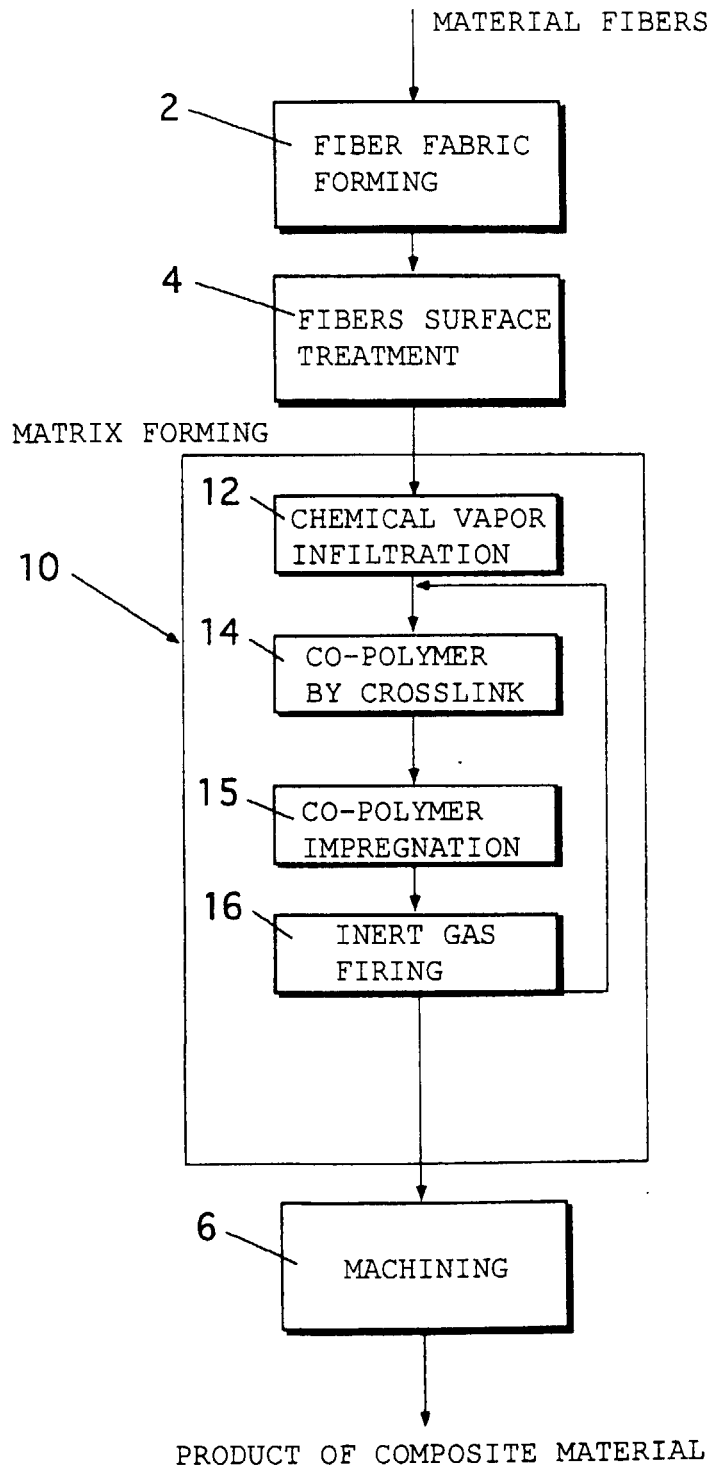 MATERIAL FIBERS
2
FIBER FABRIC
FORMING
4
FIBERS SURFACE
TREATMENT
MATRIX FORMING
12
CHEMICAL VAPOR
INFILTRATION
10
14
CO-POLYMER
BY CROSSLINK
15
CO-POLYMER
IMPREGNATION
16
INERT GAS
FIRING
6
MACHINING
PRODUCT OF COMPOSITE MATERIAL